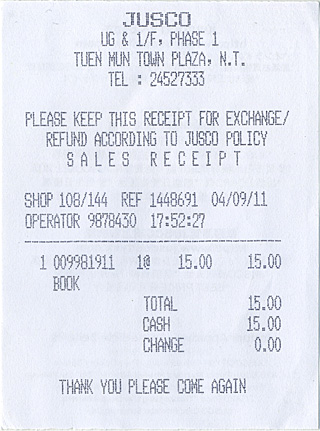 JUSCO
UG & 1/F, PHASE 1
TUEN MUN TOWN PLAZA, N.T.
TEL : 24527333
PLEASE KEEP THIS RECEIPT FOR EXCHANGE/
REFUND ACCORDING TO JUSCO POLICY
SALES RECEIPT
SHOP 108/144 REF 1448691 04/09/11
OPERATOR 9878430 17:52:27
1 009981911 1@ 15.00 15.00
BOOK
TOTAL 15.00
CASH 15.00
CHANGE 0.00
THANK YOU PLEASE COME AGAIN